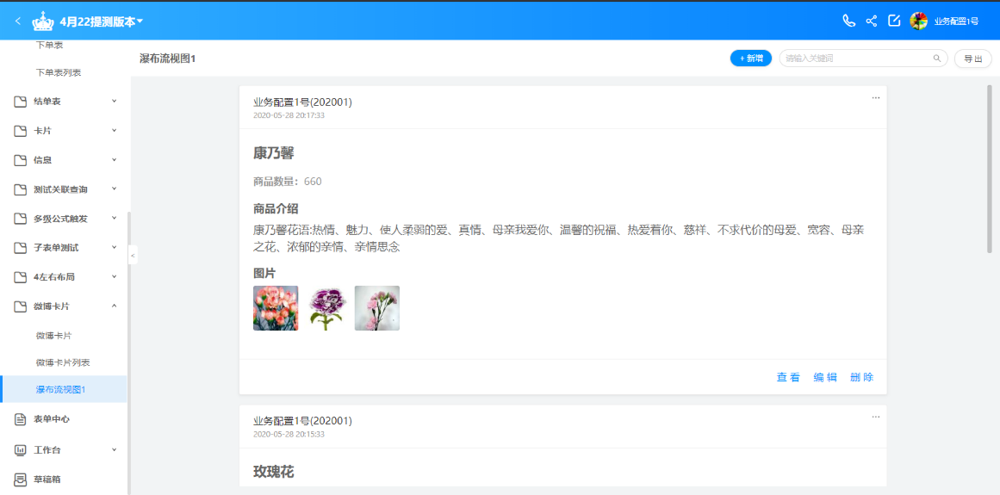 4月22提测版本
业务配置1号
下单表
下单表列表
结单表
卡片
信息
测试关联查询
多级公式触发
子表单测试
4左右布局
微博卡片
微博卡片
微博卡片列表
瀑布流视图1
表单中心
工作台
草稿箱
瀑布流视图1
+ 新增
请输入关键词
导 出
业务配置1号(202001)
2020-05-28 20:17:33
康乃馨
商品数量：660
商品介绍
康乃馨花语:热情、魅力、使人柔弱的爱、真情、母亲我爱你、温馨的祝福、热爱着你、慈祥、不求代价的母爱、宽容、母亲
之花、浓郁的亲情、亲情思念
图片
查 看 编 辑 删 除
业务配置1号(202001)
2020-05-28 20:15:33
玫瑰花